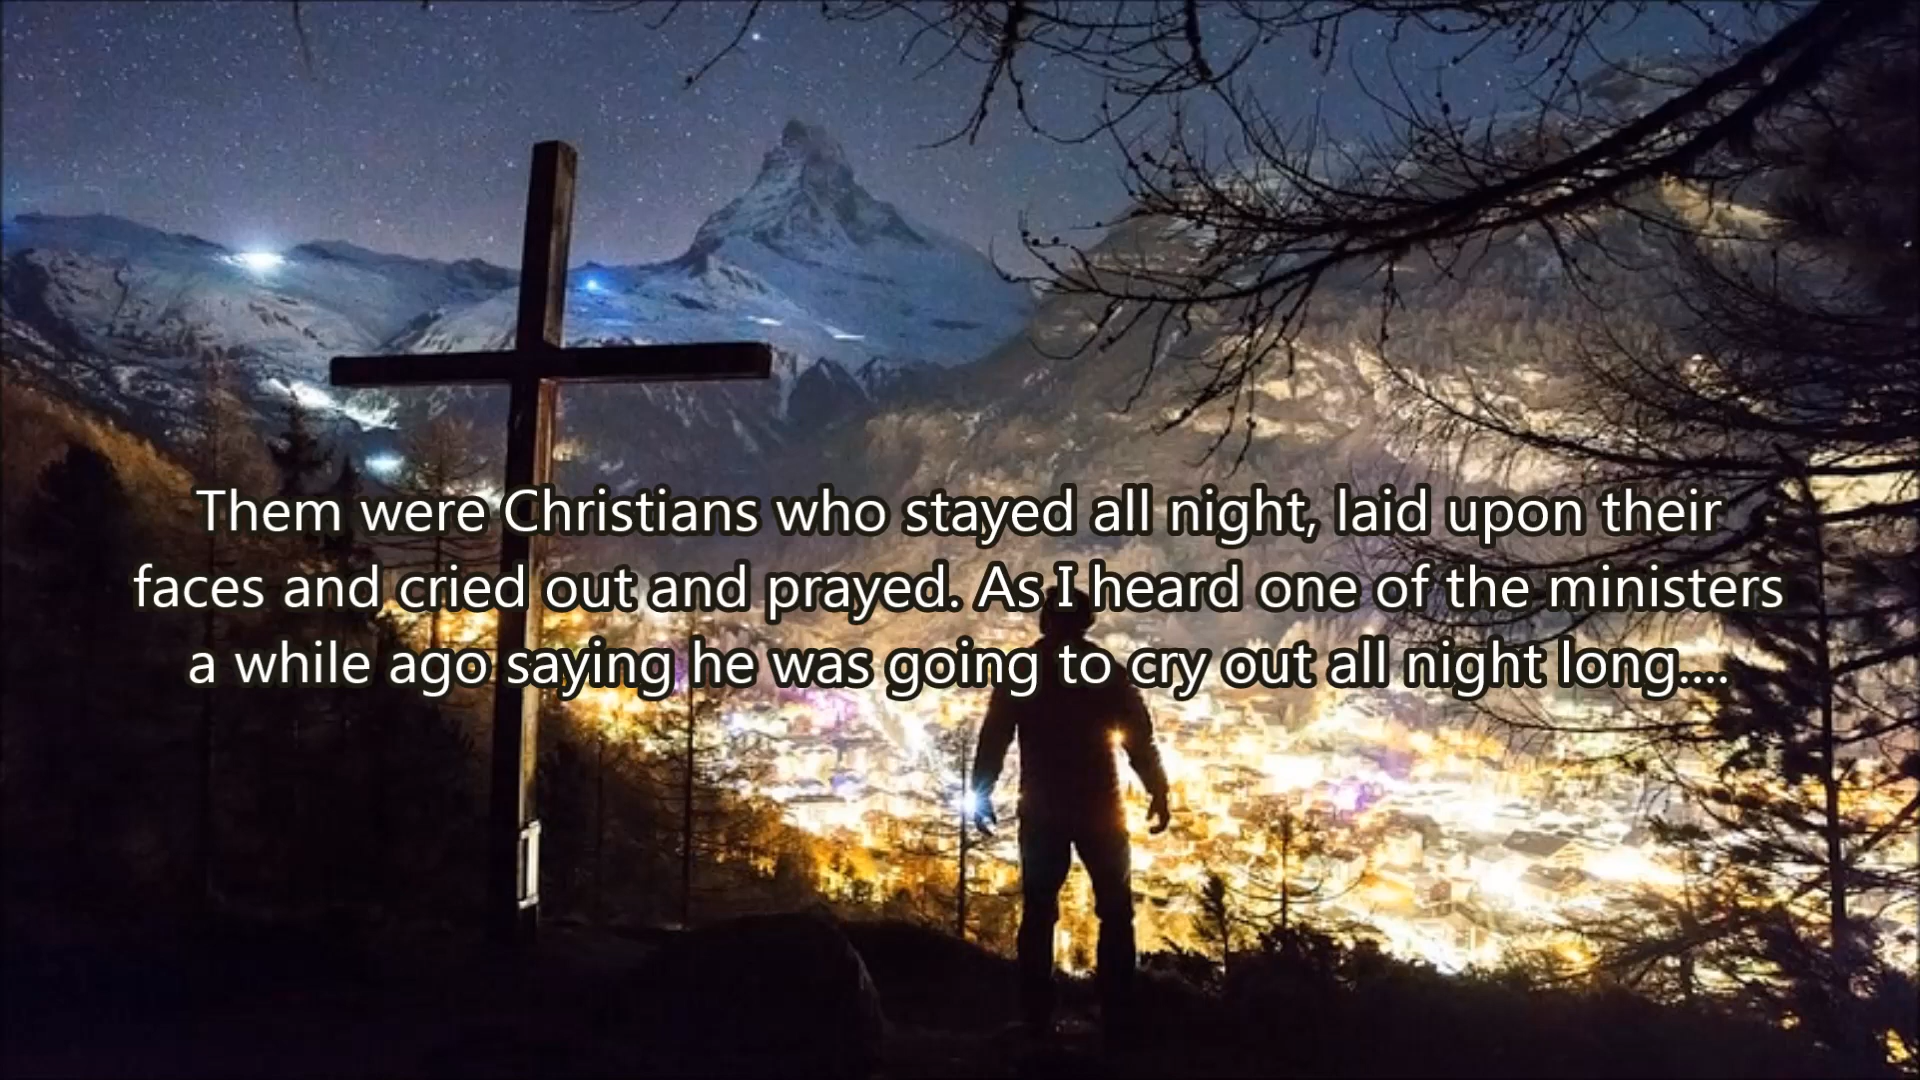 Them were Christians who stayed all night, laid upon their
faces and cried out and prayed. As I heard one of the ministers
a while ago saying he was going to cry out all night long....